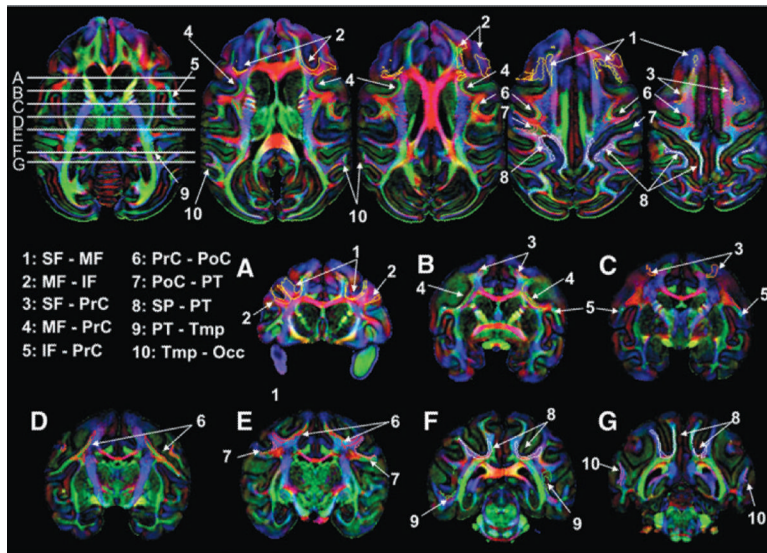 1
2
2
4
5
4
4
3
A
B
C
D
E
F
G
6
6
7
7
9
10
10
8
8
1: SF - MF
2: MF - IF
3: SF - PrC
4: MF - PrC
5: IF - PrC
6: PrC - PoC
7: PoC - PT
8: SP - PT
9: PT - Tmp
10: Tmp - Occ
A
1
2
2
1
B
3
4
4
5
C
3
5
D
6
E
6
7
7
F
8
9
9
G
8
10
10